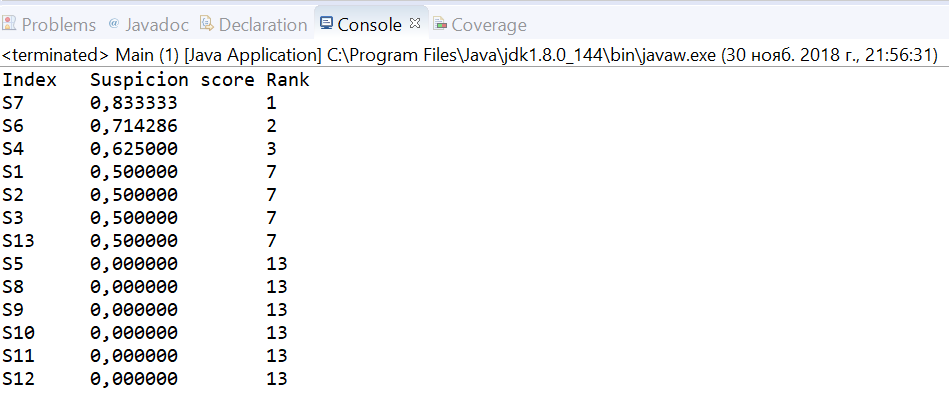 Problems Javadoc Declaration Console Coverage
<terminated> Main (1) [Java Application] C:\Program Files\Java\jdk1.8.0_144\bin\javaw.exe (30 нояб. 2018 г., 21:56:31)
Index Suspicion score Rank
S7 0,833333 1
S6 0,714286 2
S4 0,625000 3
S1 0,500000 7
S2 0,500000 7
S3 0,500000 7
S13 0,500000 7
S5 0,000000 13
S8 0,000000 13
S9 0,000000 13
S10 0,000000 13
S11 0,000000 13
S12 0,000000 13